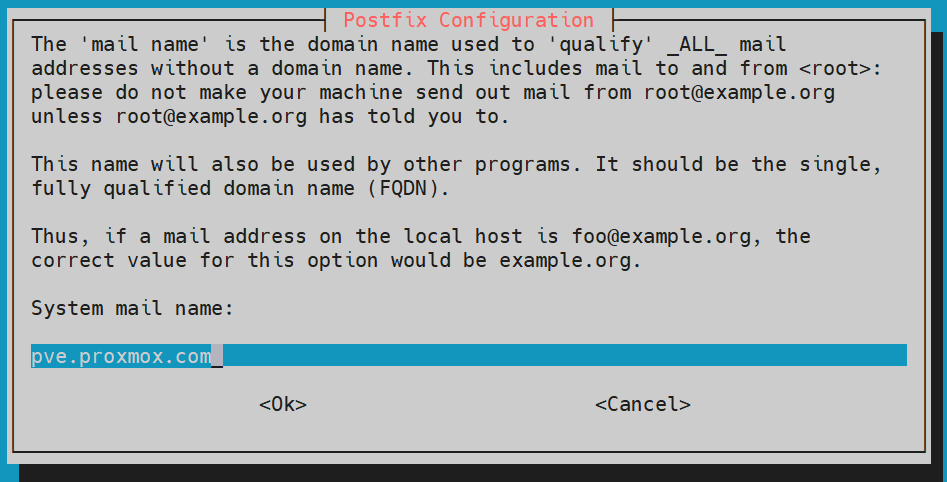 Postfix Configuration
The 'mail name' is the domain name used to 'qualify' _ALL_ mail
addresses without a domain name. This includes mail to and from <root>:
please do not make your machine send out mail from root@example.org
unless root@example.org has told you to.
This name will also be used by other programs. It should be the single,
fully qualified domain name (FQDN).
Thus, if a mail address on the local host is foo@example.org, the
correct value for this option would be example.org.
System mail name:
pve.proxmox.com_
<Ok> <Cancel>